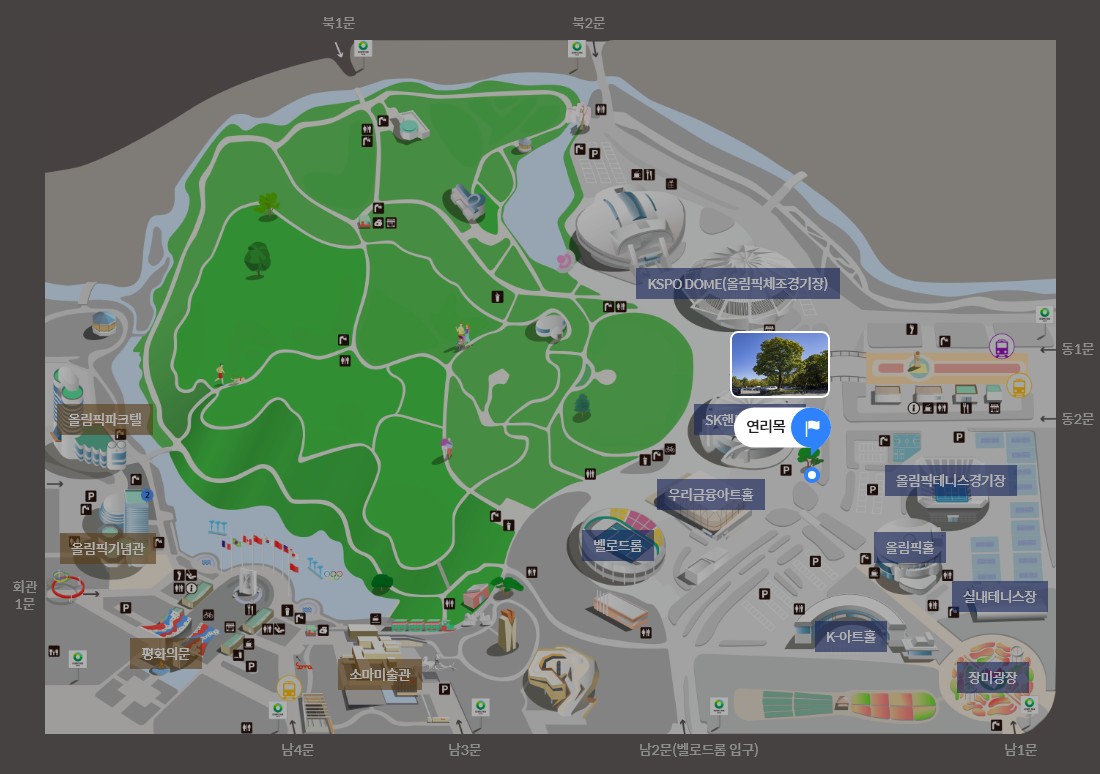 북1문
북2문
KSPO DOME(올림픽체조경기장)
동1문
동2문
SK핸
연리목
올림픽파크텔
우리금융아트홀
올림픽테니스경기장
2
벨로드롬
올림픽홀
올림픽기념관
회관
1문
실내테니스장
K-아트홀
평화의문
소마미술관
장미광장
남4문
남3문
남2문(벨로드롬 입구)
남1문